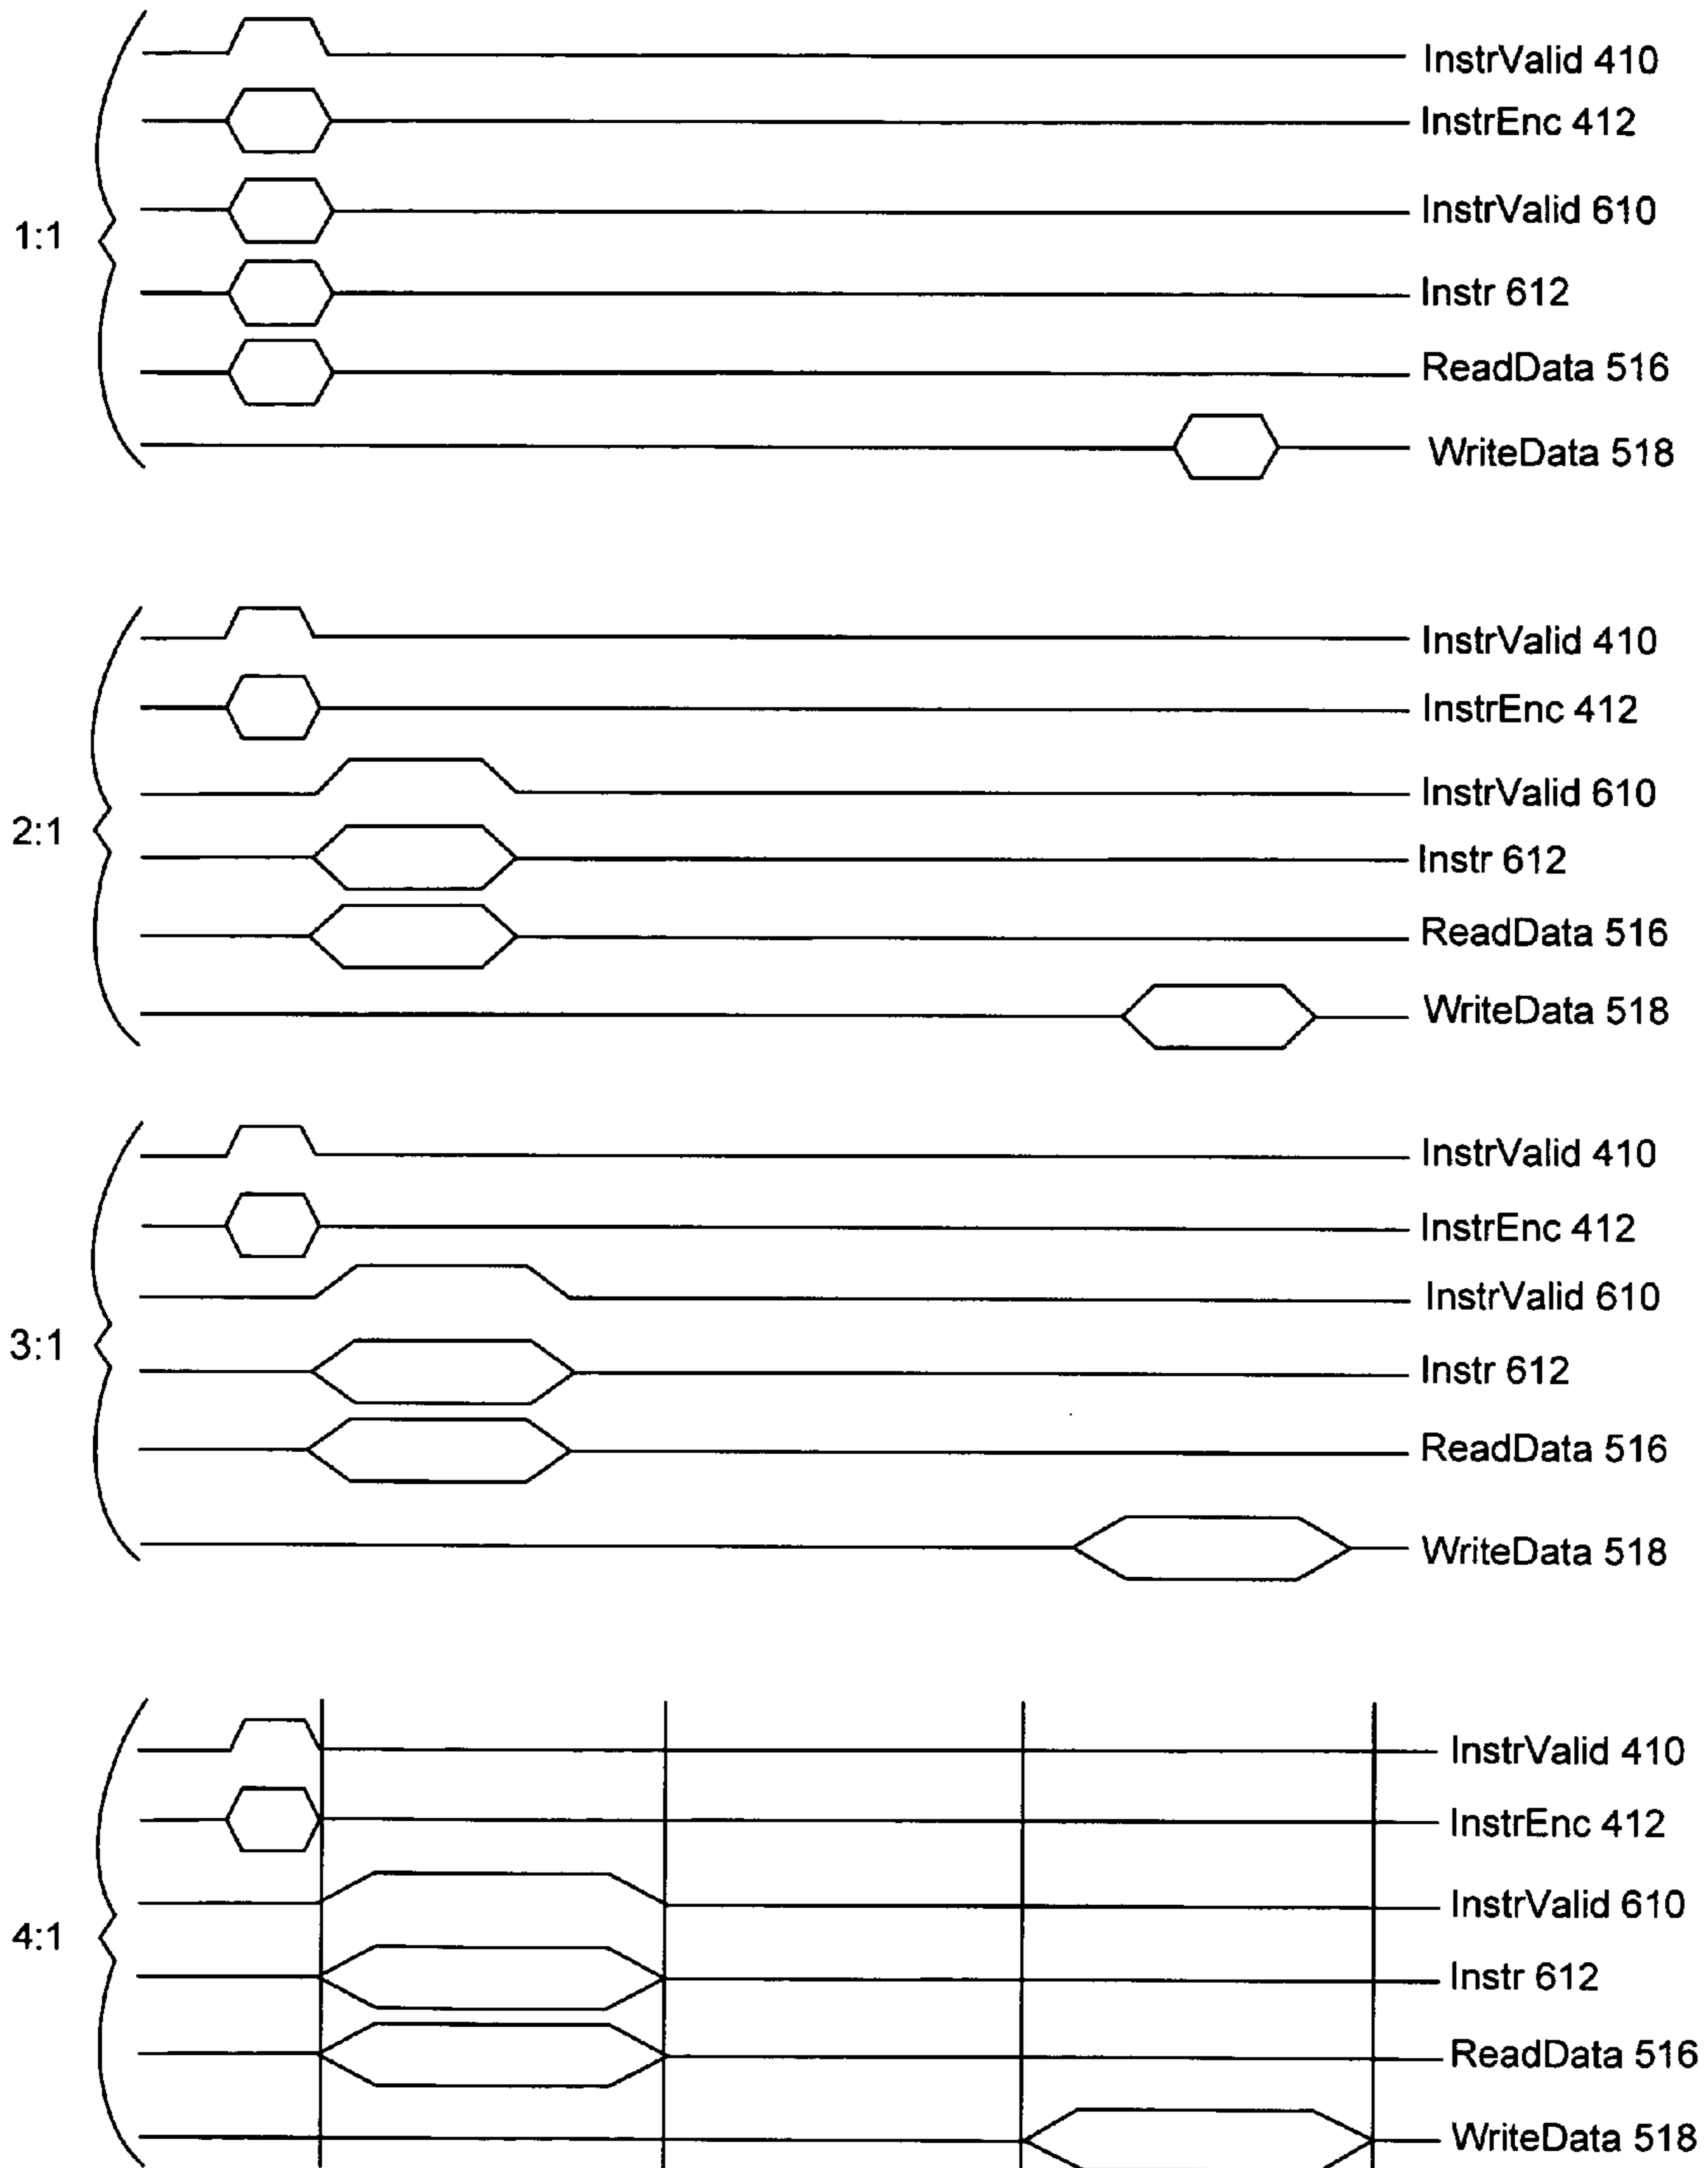 InstrValid 410
InstrEnc 412
InstrValid 610
1:1
Instr 612
ReadData 516
WriteData 518
InstrValid 410
InstrEnc 412
InstrValid 610
2:1
Instr 612
ReadData 516
WriteData 518
InstrValid 410
InstrEnc 412
InstrValid 610
3:1
Instr 612
ReadData 516
WriteData 518
InstrValid 410
InstrEnc 412
InstrValid 610
4:1
Instr 612
ReadData 516
WriteData 518